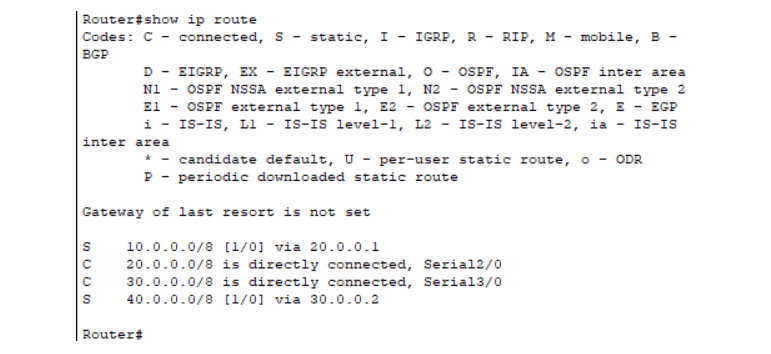 Router#show ip route
Codes: C - connected, S - static, I - IGRP, R - RIP, M - mobile, B -
BGP
D - EIGRP, EX - EIGRP external, O - OSPF, IA - OSPF inter area
N1 - OSPF NSSA external type 1, N2 - OSPF NSSA external type 2
E1 - OSPF external type 1, E2 - OSPF external type 2, E - EGP
i - IS-IS, L1 - IS-IS level-1, L2 - IS-IS level-2, ia - IS-IS
inter area
* - candidate default, U - per-user static route, o - ODR
P - periodic downloaded static route
Gateway of last resort is not set
S 10.0.0.0/8 [1/0] via 20.0.0.1
C 20.0.0.0/8 is directly connected, Serial2/0
C 30.0.0.0/8 is directly connected, Serial3/0
S 40.0.0.0/8 [1/0] via 30.0.0.2
Router#